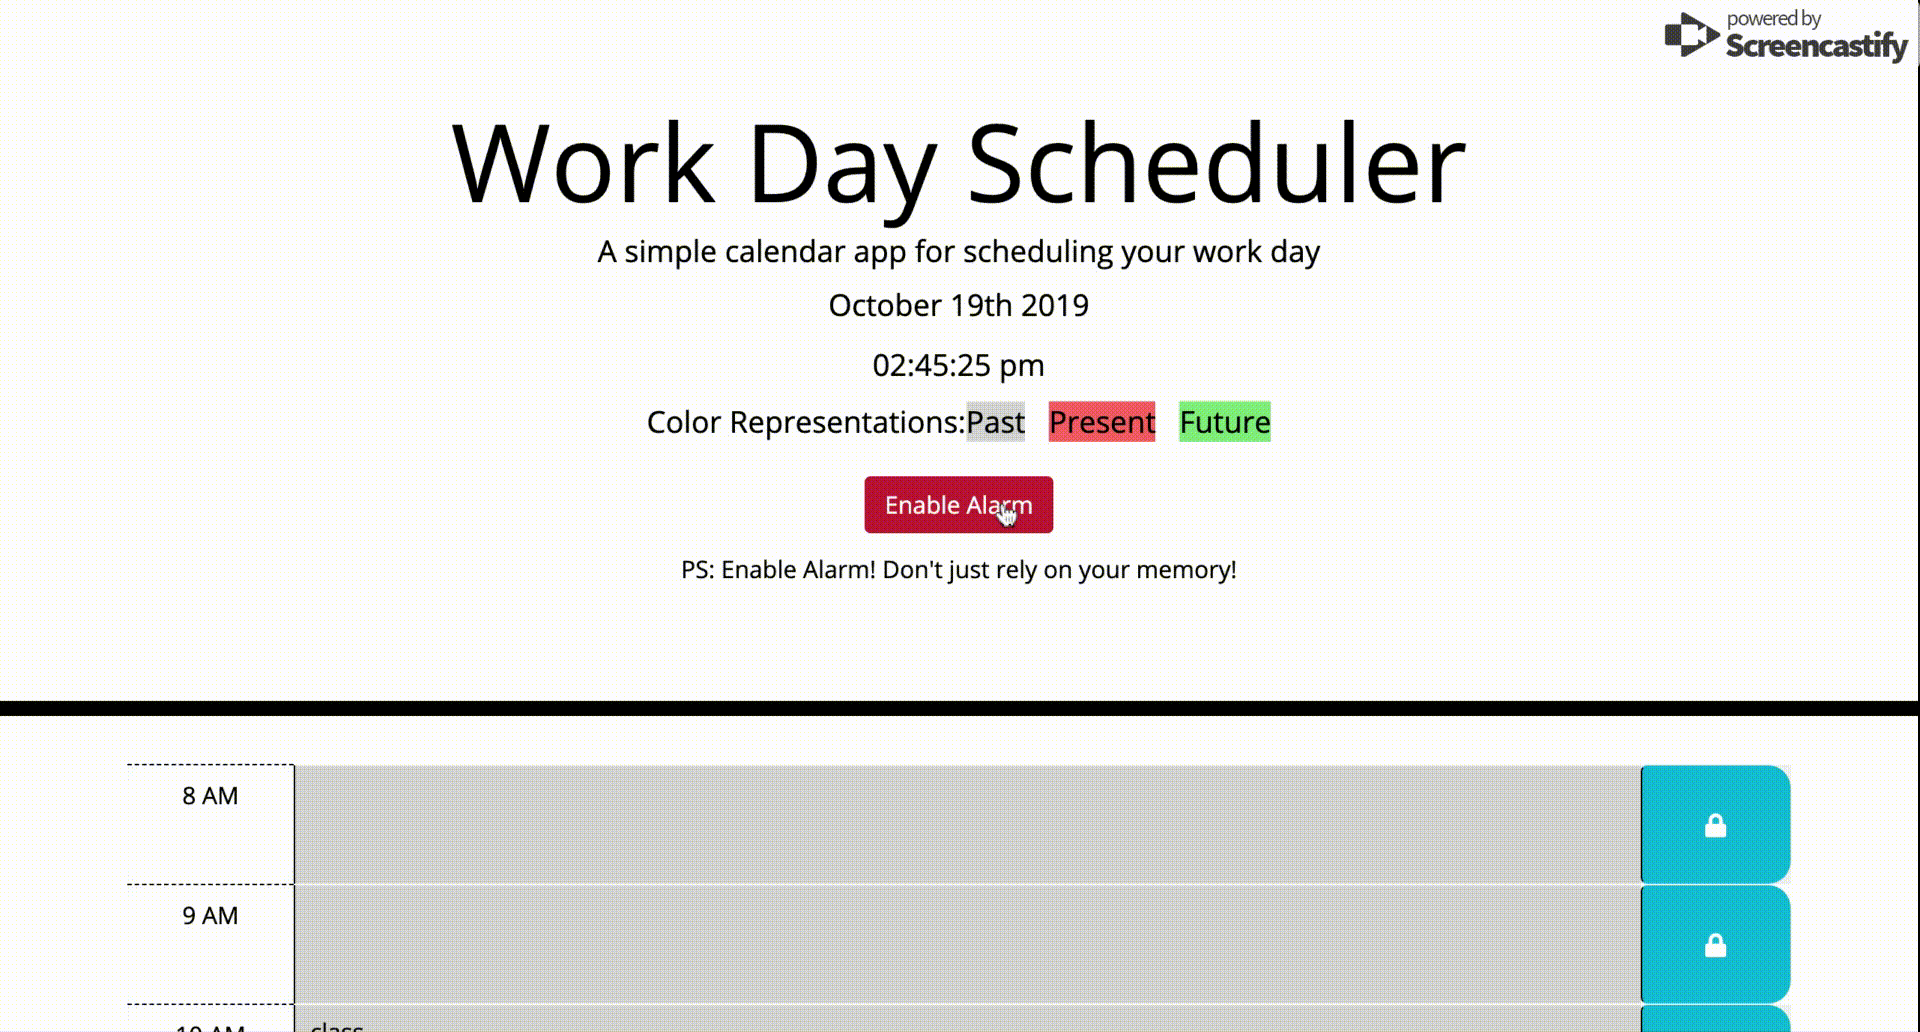 powered by
Screencastify
Work Day Scheduler
A simple calendar app for scheduling your work day
October 19th 2019
02:45:25 pm
Color Representations:Past Present Future
Enable Alarm
PS: Enable Alarm! Don't just rely on your memory!
8 AM
9 AM
10 AM class